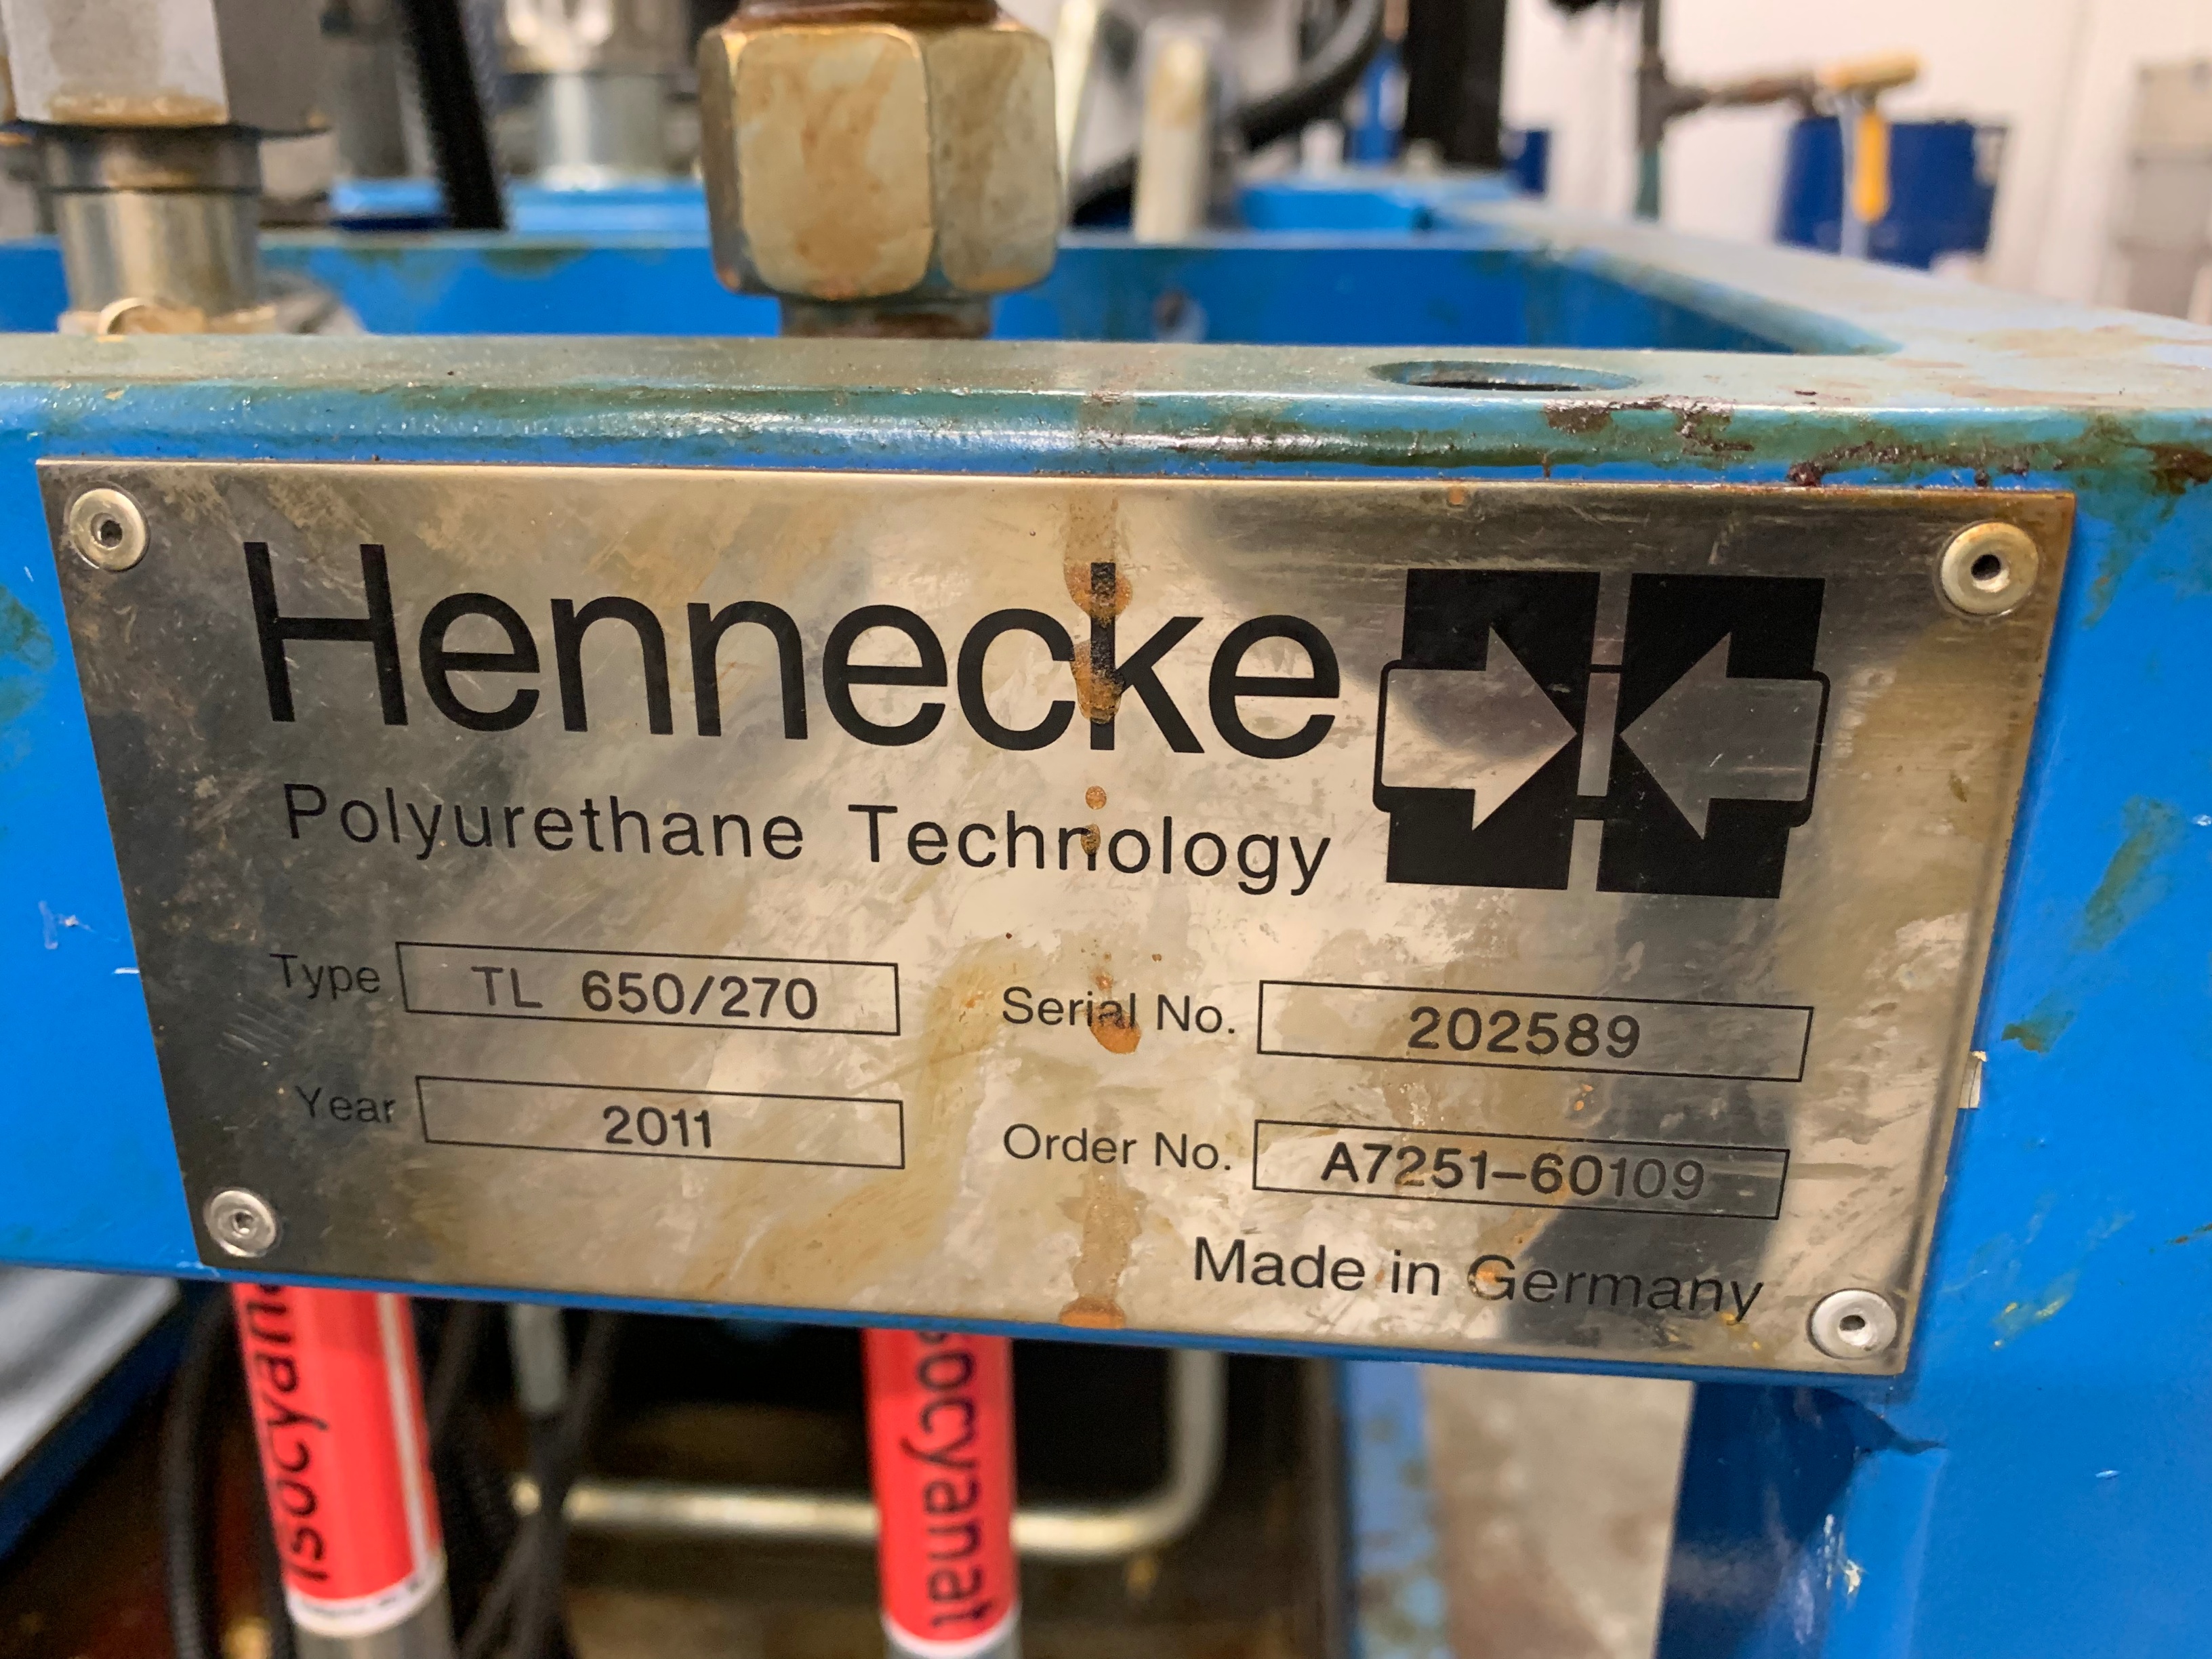 Hennecke
Polyurethane Technology
Type TL 650/270
Serial No. 202589
Year 2011
Order No. A7251-60109
Made in Germany
Isocyanat